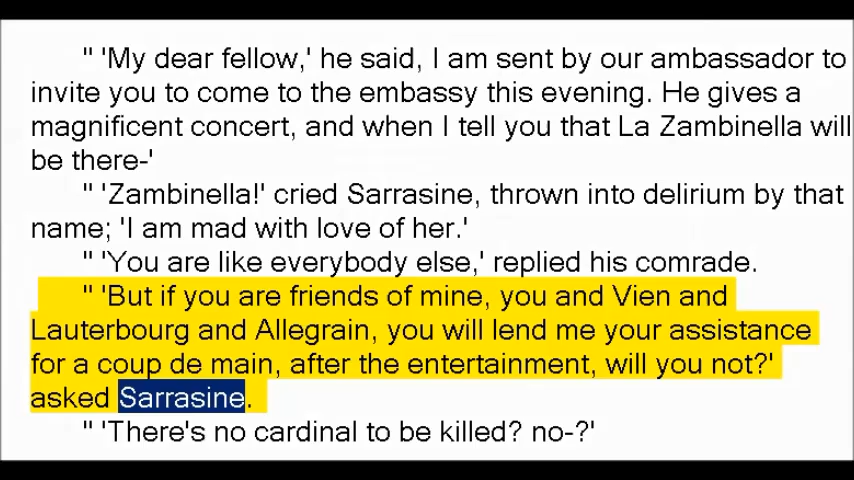 " 'My dear fellow,' he said, I am sent by our ambassador to
invite you to come to the embassy this evening. He gives a
magnificent concert, and when I tell you that La Zambinella will
be there-'
" 'Zambinella!' cried Sarrasine, thrown into delirium by that
name; 'I am mad with love of her.'
" 'You are like everybody else,' replied his comrade.
" 'But if you are friends of mine, you and Vien and
Lauterbourg and Allegrain, you will lend me your assistance
for a coup de main, after the entertainment, will you not?'
asked Sarrasine.
" 'There's no cardinal to be killed? no-?'